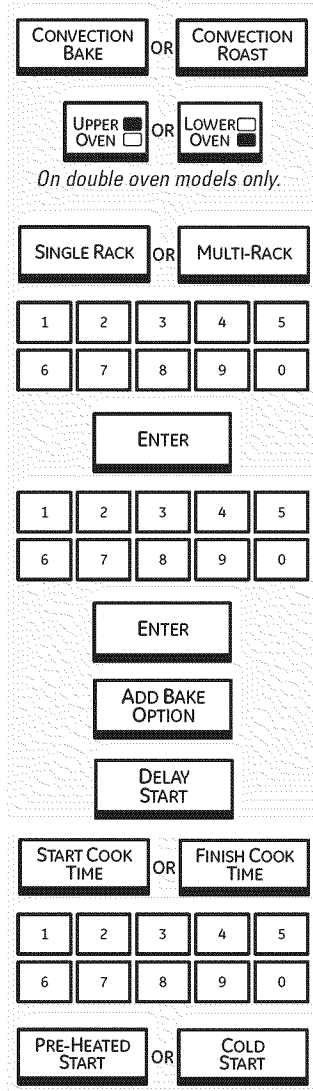 CONVECTION BAKE OR CONVECTION ROAST
UPPER OVEN OR LOWER OVEN
On double oven models only.
SINGLE RACK OR MULTI-RACK
1 2 3 4 5
6 7 8 9 0
ENTER
1 2 3 4 5
6 7 8 9 0
ENTER
ADD BAKE
OPTION
DELAY
START
START COOK TIME OR FINISH COOK TIME
1 2 3 4 5
6 7 8 9 0
PRE-HEATED START OR COLD START